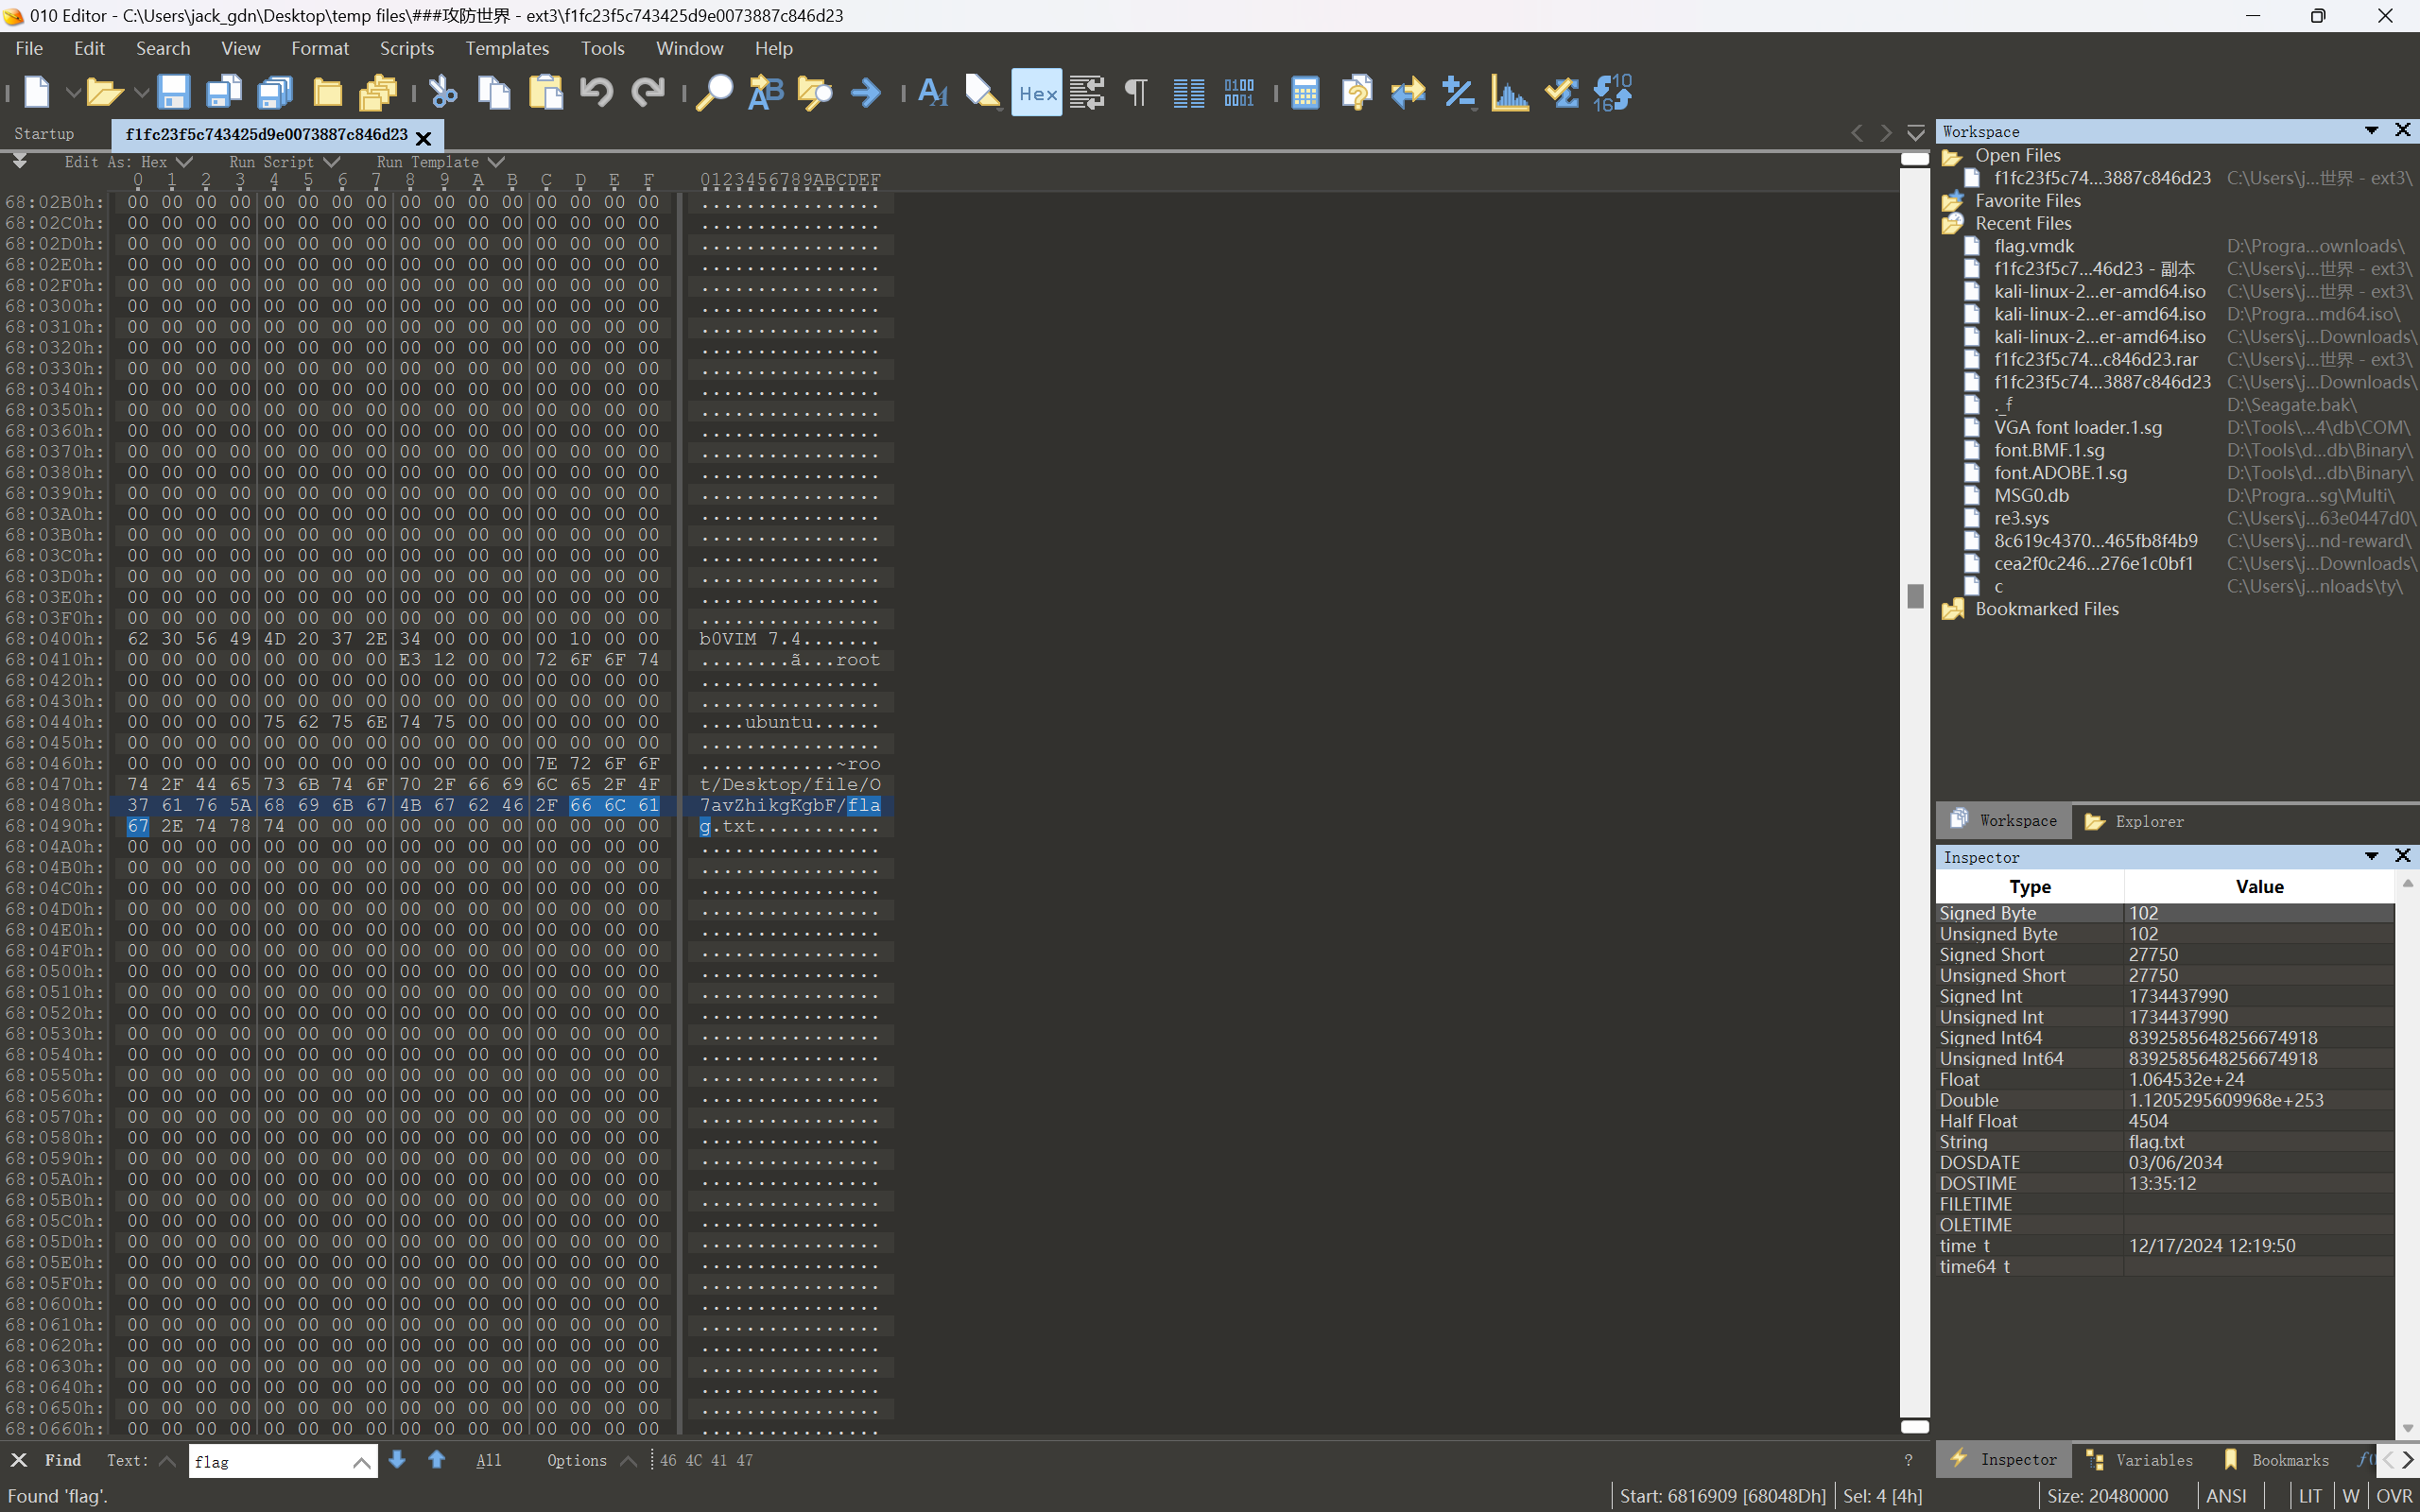 010 Editor - C:\Users\jack_gdn\Desktop\temp files\###攻防世界 - ext3\f1fc23f5c743425d9e0073887c846d23
File Edit Search View Format Scripts Templates Tools Window Help
Hex
Startup f1fc23f5c743425d9e0073887c846d23
Edit As: Hex Run Script Run Template
0 1 2 3 4 5 6 7 8 9 A B C D E F 0123456789ABCDEF
68:02B0h: 00 00 00 00 00 00 00 00 00 00 00 00 00 00 00 00 ................
68:02C0h: 00 00 00 00 00 00 00 00 00 00 00 00 00 00 00 00 ................
68:02D0h: 00 00 00 00 00 00 00 00 00 00 00 00 00 00 00 00 ................
68:02E0h: 00 00 00 00 00 00 00 00 00 00 00 00 00 00 00 00 ................
68:02F0h: 00 00 00 00 00 00 00 00 00 00 00 00 00 00 00 00 ................
68:0300h: 00 00 00 00 00 00 00 00 00 00 00 00 00 00 00 00 ................
68:0310h: 00 00 00 00 00 00 00 00 00 00 00 00 00 00 00 00 ................
68:0320h: 00 00 00 00 00 00 00 00 00 00 00 00 00 00 00 00 ................
68:0330h: 00 00 00 00 00 00 00 00 00 00 00 00 00 00 00 00 ................
68:0340h: 00 00 00 00 00 00 00 00 00 00 00 00 00 00 00 00 ................
68:0350h: 00 00 00 00 00 00 00 00 00 00 00 00 00 00 00 00 ................
68:0360h: 00 00 00 00 00 00 00 00 00 00 00 00 00 00 00 00 ................
68:0370h: 00 00 00 00 00 00 00 00 00 00 00 00 00 00 00 00 ................
68:0380h: 00 00 00 00 00 00 00 00 00 00 00 00 00 00 00 00 ................
68:0390h: 00 00 00 00 00 00 00 00 00 00 00 00 00 00 00 00 ................
68:03A0h: 00 00 00 00 00 00 00 00 00 00 00 00 00 00 00 00 ................
68:03B0h: 00 00 00 00 00 00 00 00 00 00 00 00 00 00 00 00 ................
68:03C0h: 00 00 00 00 00 00 00 00 00 00 00 00 00 00 00 00 ................
68:03D0h: 00 00 00 00 00 00 00 00 00 00 00 00 00 00 00 00 ................
68:03E0h: 00 00 00 00 00 00 00 00 00 00 00 00 00 00 00 00 ................
68:03F0h: 00 00 00 00 00 00 00 00 00 00 00 00 00 00 00 00 ................
68:0400h: 62 30 56 49 4D 20 37 2E 34 00 00 00 00 10 00 00 b0VIM 7.4.......
68:0410h: 00 00 00 00 00 00 00 00 E3 12 00 00 72 6F 6F 74 ........ã...root
68:0420h: 00 00 00 00 00 00 00 00 00 00 00 00 00 00 00 00 ................
68:0430h: 00 00 00 00 00 00 00 00 00 00 00 00 00 00 00 00 ................
68:0440h: 00 00 00 00 75 62 75 6E 74 75 00 00 00 00 00 00 ....ubuntu......
68:0450h: 00 00 00 00 00 00 00 00 00 00 00 00 00 00 00 00 ................
68:0460h: 00 00 00 00 00 00 00 00 00 00 00 00 7E 72 6F 6F ............~roo
68:0470h: 74 2F 44 65 73 6B 74 6F 70 2F 66 69 6C 65 2F 4F t/Desktop/file/O
68:0480h: 37 61 76 5A 68 69 6B 67 4B 67 62 46 2F 66 6C 61 7avZhikgKgbF/fla
68:0490h: 67 2E 74 78 74 00 00 00 00 00 00 00 00 00 00 00 g.txt...........
68:04A0h: 00 00 00 00 00 00 00 00 00 00 00 00 00 00 00 00 ................
68:04B0h: 00 00 00 00 00 00 00 00 00 00 00 00 00 00 00 00 ................
68:04C0h: 00 00 00 00 00 00 00 00 00 00 00 00 00 00 00 00 ................
68:04D0h: 00 00 00 00 00 00 00 00 00 00 00 00 00 00 00 00 ................
68:04E0h: 00 00 00 00 00 00 00 00 00 00 00 00 00 00 00 00 ................
68:04F0h: 00 00 00 00 00 00 00 00 00 00 00 00 00 00 00 00 ................
68:0500h: 00 00 00 00 00 00 00 00 00 00 00 00 00 00 00 00 ................
68:0510h: 00 00 00 00 00 00 00 00 00 00 00 00 00 00 00 00 ................
68:0520h: 00 00 00 00 00 00 00 00 00 00 00 00 00 00 00 00 ................
68:0530h: 00 00 00 00 00 00 00 00 00 00 00 00 00 00 00 00 ................
68:0540h: 00 00 00 00 00 00 00 00 00 00 00 00 00 00 00 00 ................
68:0550h: 00 00 00 00 00 00 00 00 00 00 00 00 00 00 00 00 ................
68:0560h: 00 00 00 00 00 00 00 00 00 00 00 00 00 00 00 00 ................
68:0570h: 00 00 00 00 00 00 00 00 00 00 00 00 00 00 00 00 ................
68:0580h: 00 00 00 00 00 00 00 00 00 00 00 00 00 00 00 00 ................
68:0590h: 00 00 00 00 00 00 00 00 00 00 00 00 00 00 00 00 ................
68:05A0h: 00 00 00 00 00 00 00 00 00 00 00 00 00 00 00 00 ................
68:05B0h: 00 00 00 00 00 00 00 00 00 00 00 00 00 00 00 00 ................
68:05C0h: 00 00 00 00 00 00 00 00 00 00 00 00 00 00 00 00 ................
68:05D0h: 00 00 00 00 00 00 00 00 00 00 00 00 00 00 00 00 ................
68:05E0h: 00 00 00 00 00 00 00 00 00 00 00 00 00 00 00 00 ................
68:05F0h: 00 00 00 00 00 00 00 00 00 00 00 00 00 00 00 00 ................
68:0600h: 00 00 00 00 00 00 00 00 00 00 00 00 00 00 00 00 ................
68:0610h: 00 00 00 00 00 00 00 00 00 00 00 00 00 00 00 00 ................
68:0620h: 00 00 00 00 00 00 00 00 00 00 00 00 00 00 00 00 ................
68:0630h: 00 00 00 00 00 00 00 00 00 00 00 00 00 00 00 00 ................
68:0640h: 00 00 00 00 00 00 00 00 00 00 00 00 00 00 00 00 ................
68:0650h: 00 00 00 00 00 00 00 00 00 00 00 00 00 00 00 00 ................
68:0660h: 00 00 00 00 00 00 00 00 00 00 00 00 00 00 00 00 ................
Workspace
Open Files
f1fc23f5c74...3887c846d23 C:\Users\j...世界 - ext3\
Favorite Files
Recent Files
flag.vmdk D:\Progra...ownloads\
f1fc23f5c7...46d23 - 副本 C:\Users\j...世界 - ext3\
kali-linux-2...er-amd64.iso C:\Users\j...世界 - ext3\
kali-linux-2...er-amd64.iso D:\Progra...md64.iso\
kali-linux-2...er-amd64.iso C:\Users\j...Downloads\
f1fc23f5c74...c846d23.rar C:\Users\j...世界 - ext3\
f1fc23f5c74...3887c846d23 C:\Users\j...Downloads\
._f D:\Seagate.bak\
VGA font loader.1.sg D:\Tools\...4\db\COM\
font.BMF.1.sg D:\Tools\d...db\Binary\
font.ADOBE.1.sg D:\Tools\d...db\Binary\
MSG0.db D:\Progra...sg\Multi\
re3.sys C:\Users\j...63e0447d0\
8c619c4370...465fb8f4b9 C:\Users\j...nd-reward\
cea2f0c246...276e1c0bf1 C:\Users\j...Downloads\
c C:\Users\j...nloads\ty\
Bookmarked Files
Workspace Explorer
Inspector
Type Value
Signed Byte 102
Unsigned Byte 102
Signed Short 27750
Unsigned Short 27750
Signed Int 1734437990
Unsigned Int 1734437990
Signed Int64 8392585648256674918
Unsigned Int64 8392585648256674918
Float 1.064532e+24
Double 1.1205295609968e+253
Half Float 4504
String flag.txt
DOSDATE 03/06/2034
DOSTIME 13:35:12
FILETIME
OLETIME
time_t 12/17/2024 12:19:50
time64_t
Find Text: flag All Options 46 4C 41 47 ?
Inspector Variables Bookmarks
Found 'flag'. Start: 6816909 [68048Dh] Sel: 4 [4h] Size: 20480000 ANSI LIT W OVR